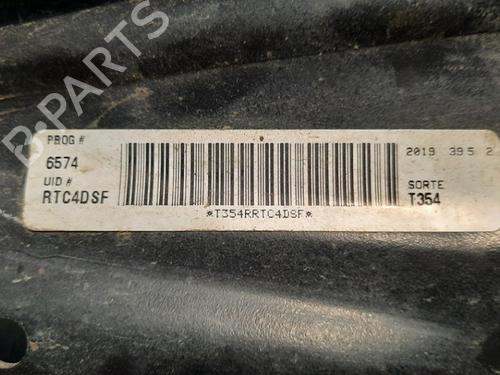 B-PARTS
PROG #
6574
UID #
RTC4DSF
*T354RRTC4DSF*
2019 39 5 2
SORTE
T354